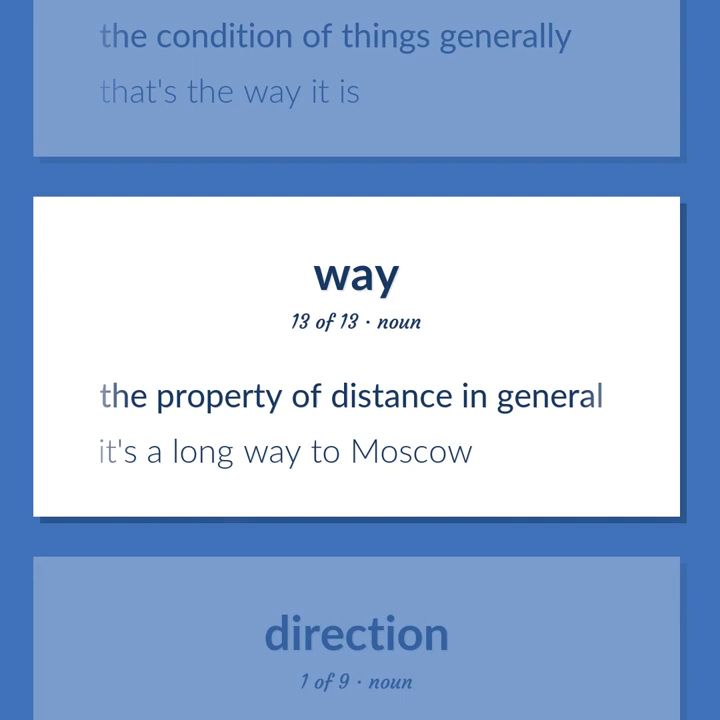 the condition of things generally
that's the way it is
way
13 of 13 · noun
the property of distance in general
it's a long way to Moscow
direction
1 of 9 · noun